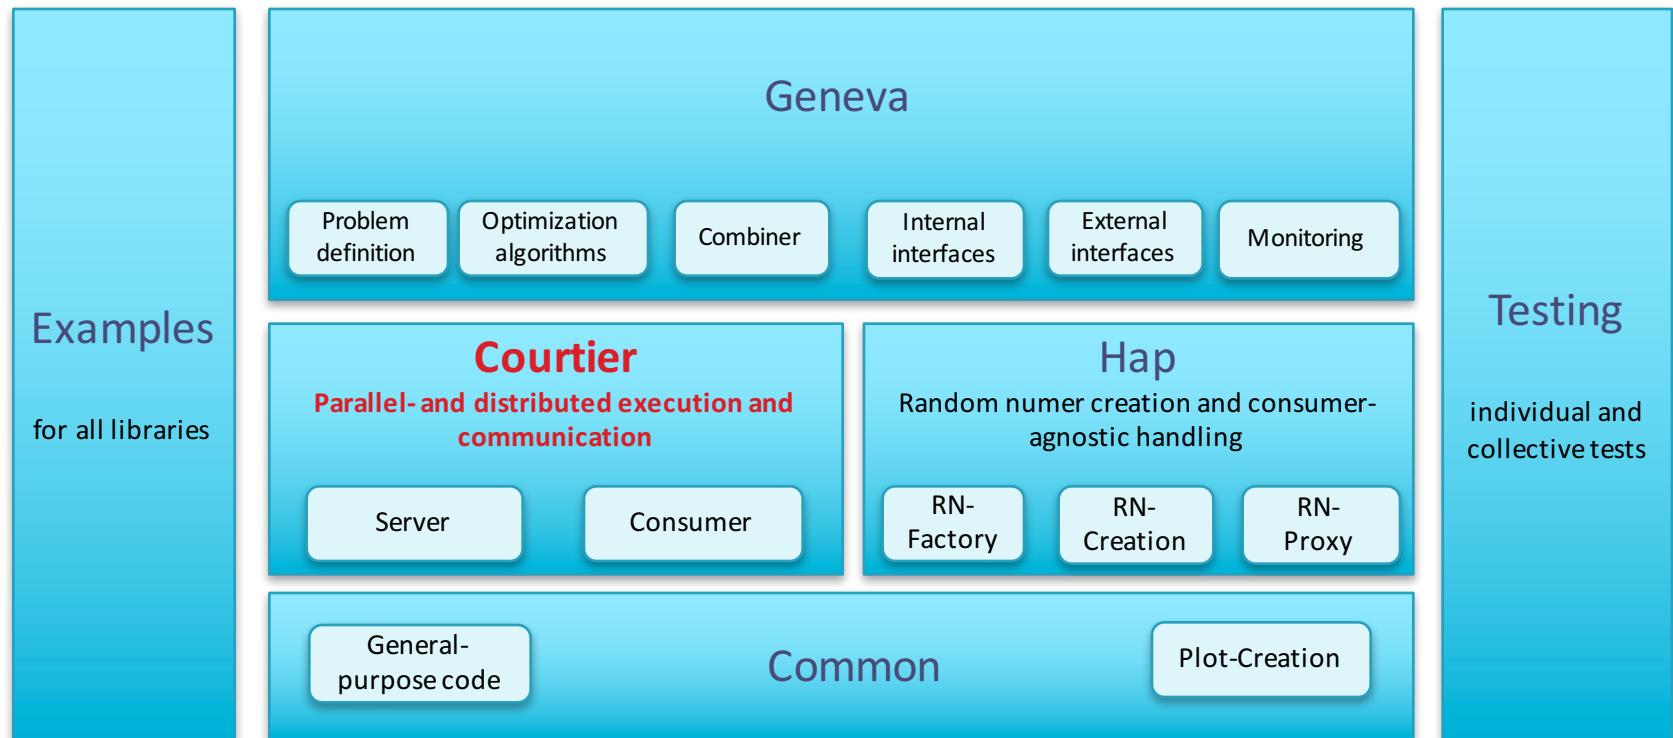 Examples
for all libraries
Geneva
Problem
definition
Optimization
algorithms
Combiner
Internal
interfaces
External
interfaces
Monitoring
Courtier
Parallel- and distributed execution and
communication
Server
Consumer
Hap
Random numer creation and consumer-
agnostic handling
RN-
Factory
RN-
Creation
RN-
Proxy
General-
purpose code
Common
Plot-Creation
Testing
individual and
collective tests